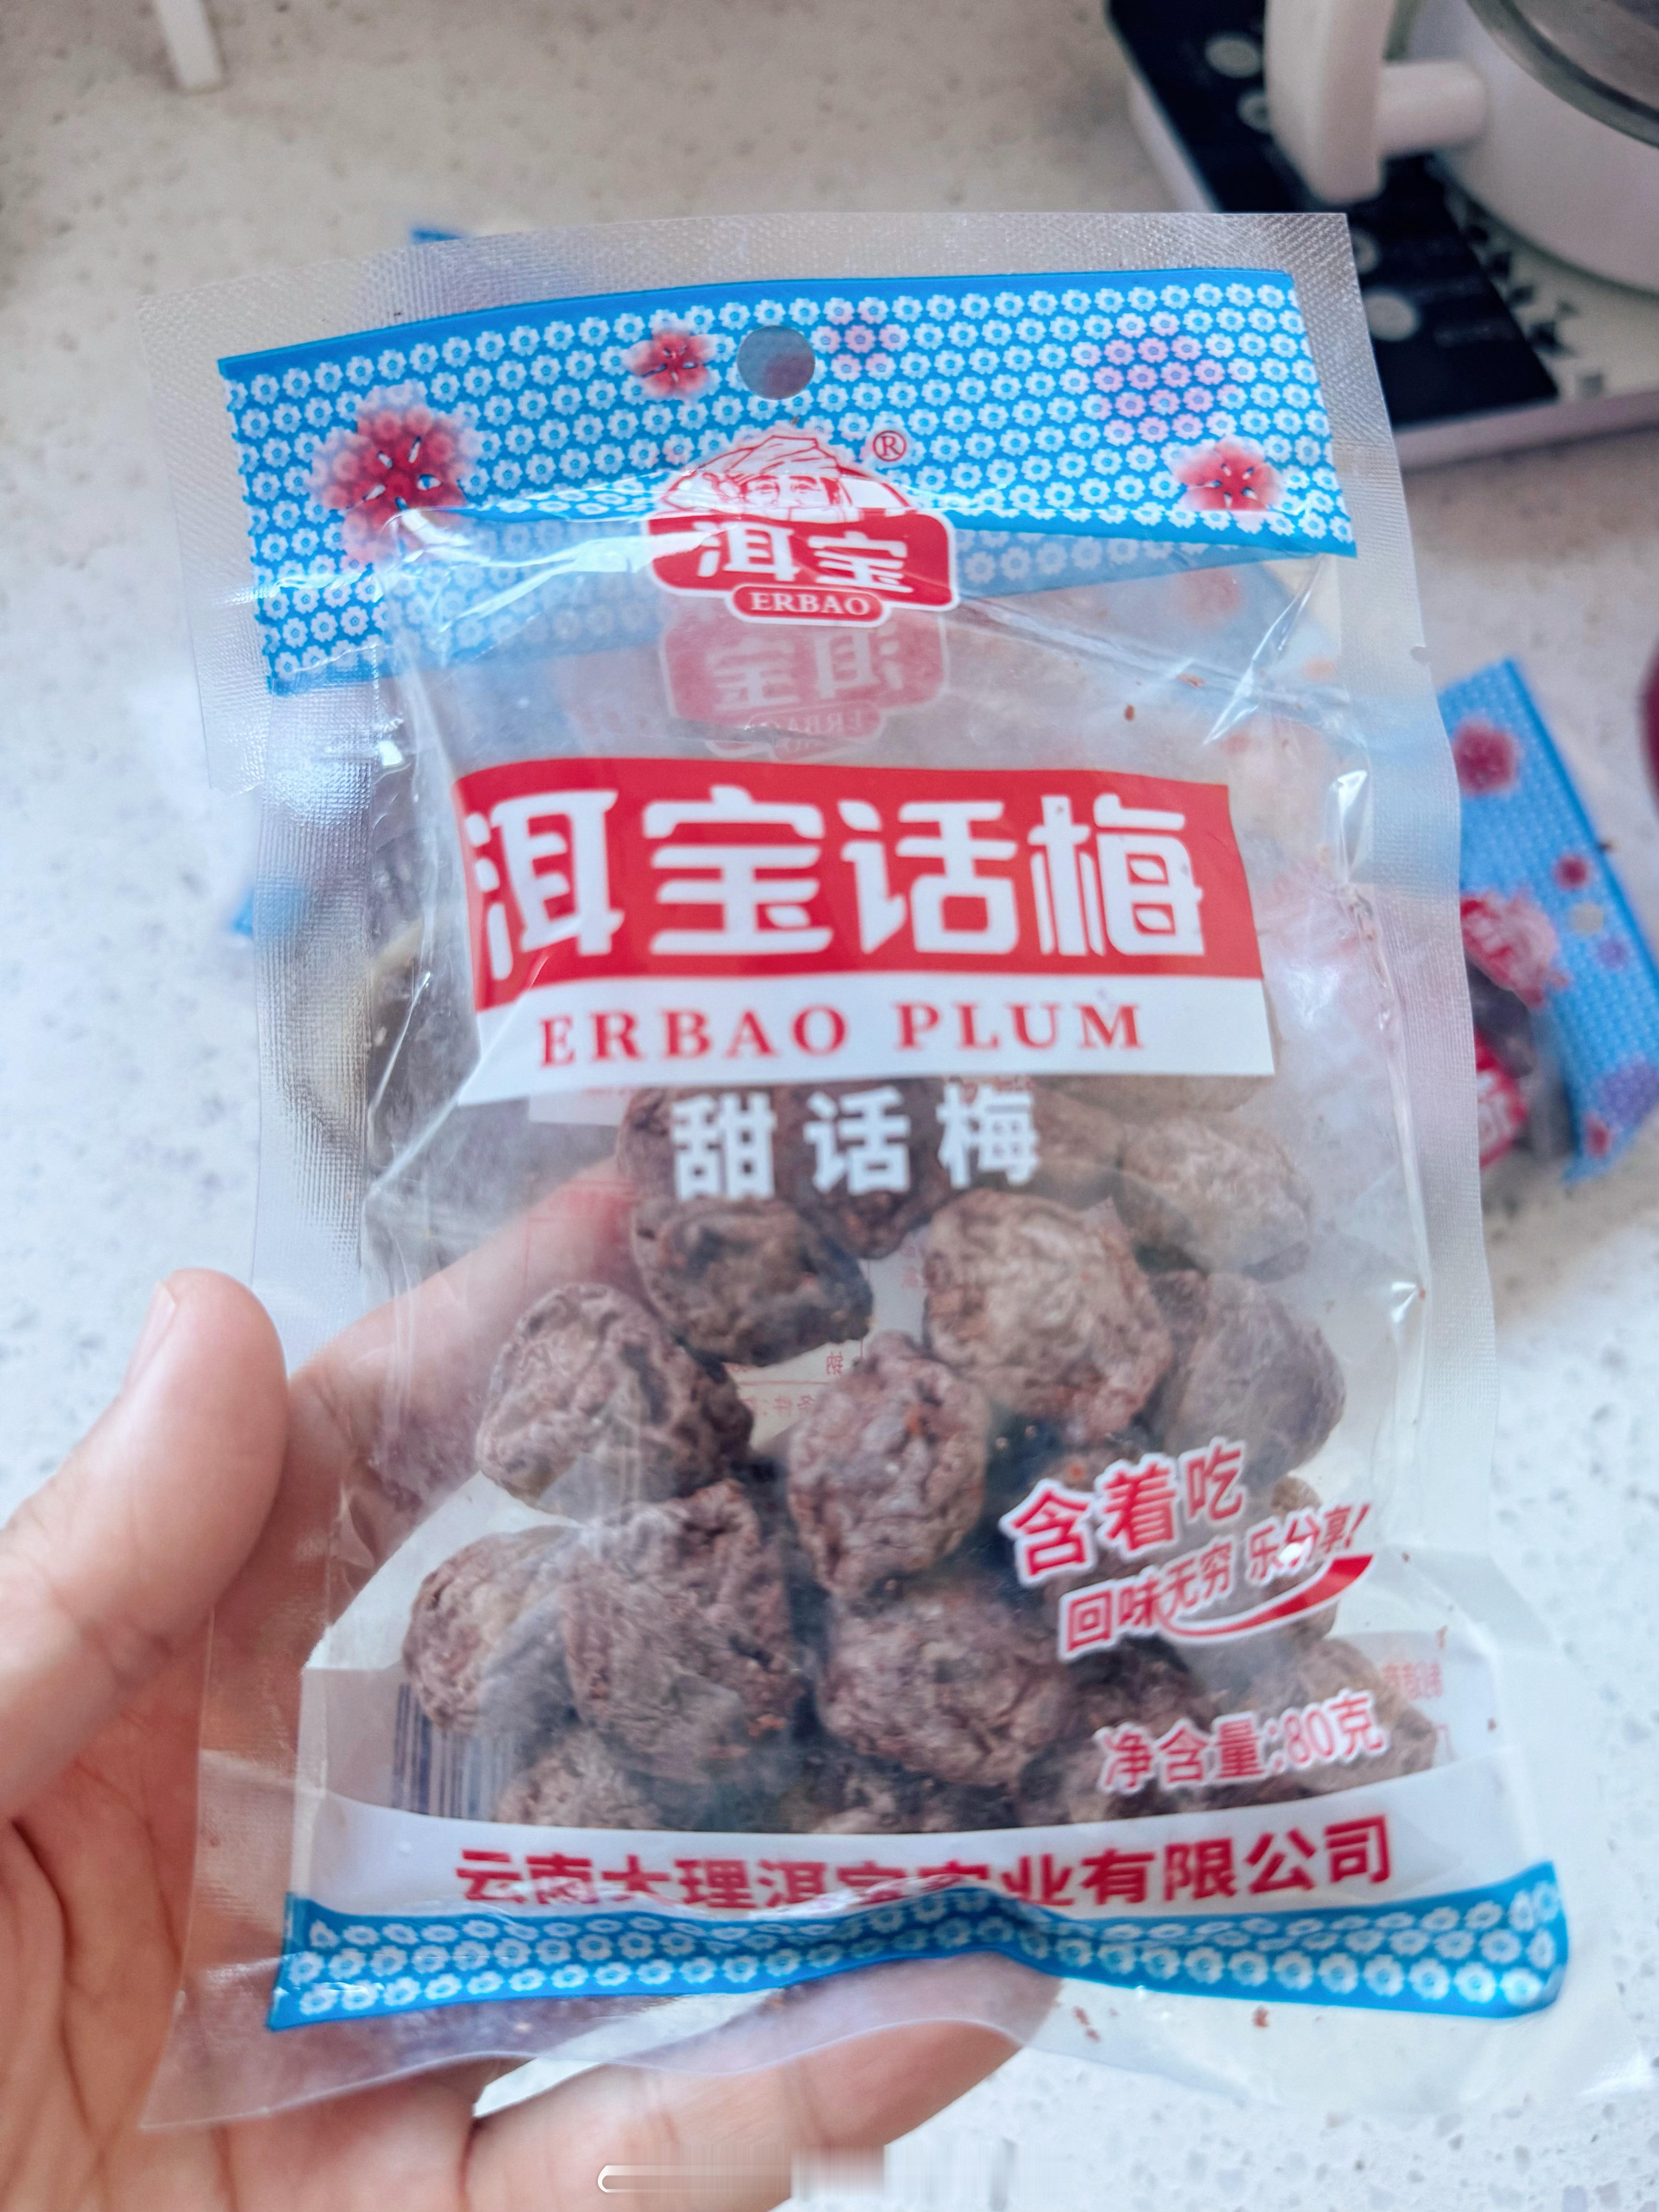 ®
洱宝
ERBAO
洱宝话梅
ERBAO PLUM
甜话梅
含着吃
回味无穷 乐分享!
净含量:80克
云南大理洱宝实业有限公司